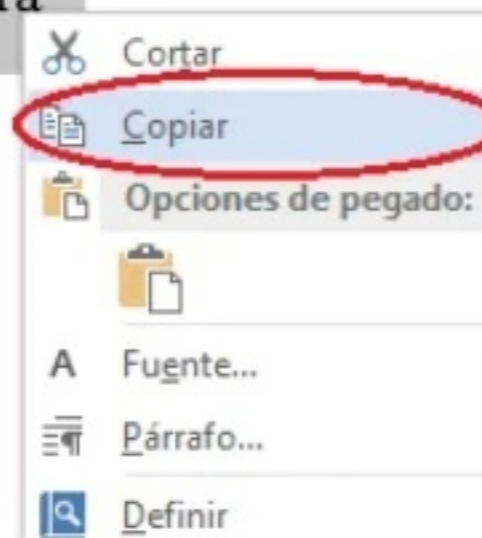 Cortar
Copiar
Opciones de pegado:
A Fuente...
Párrafo...
Definir